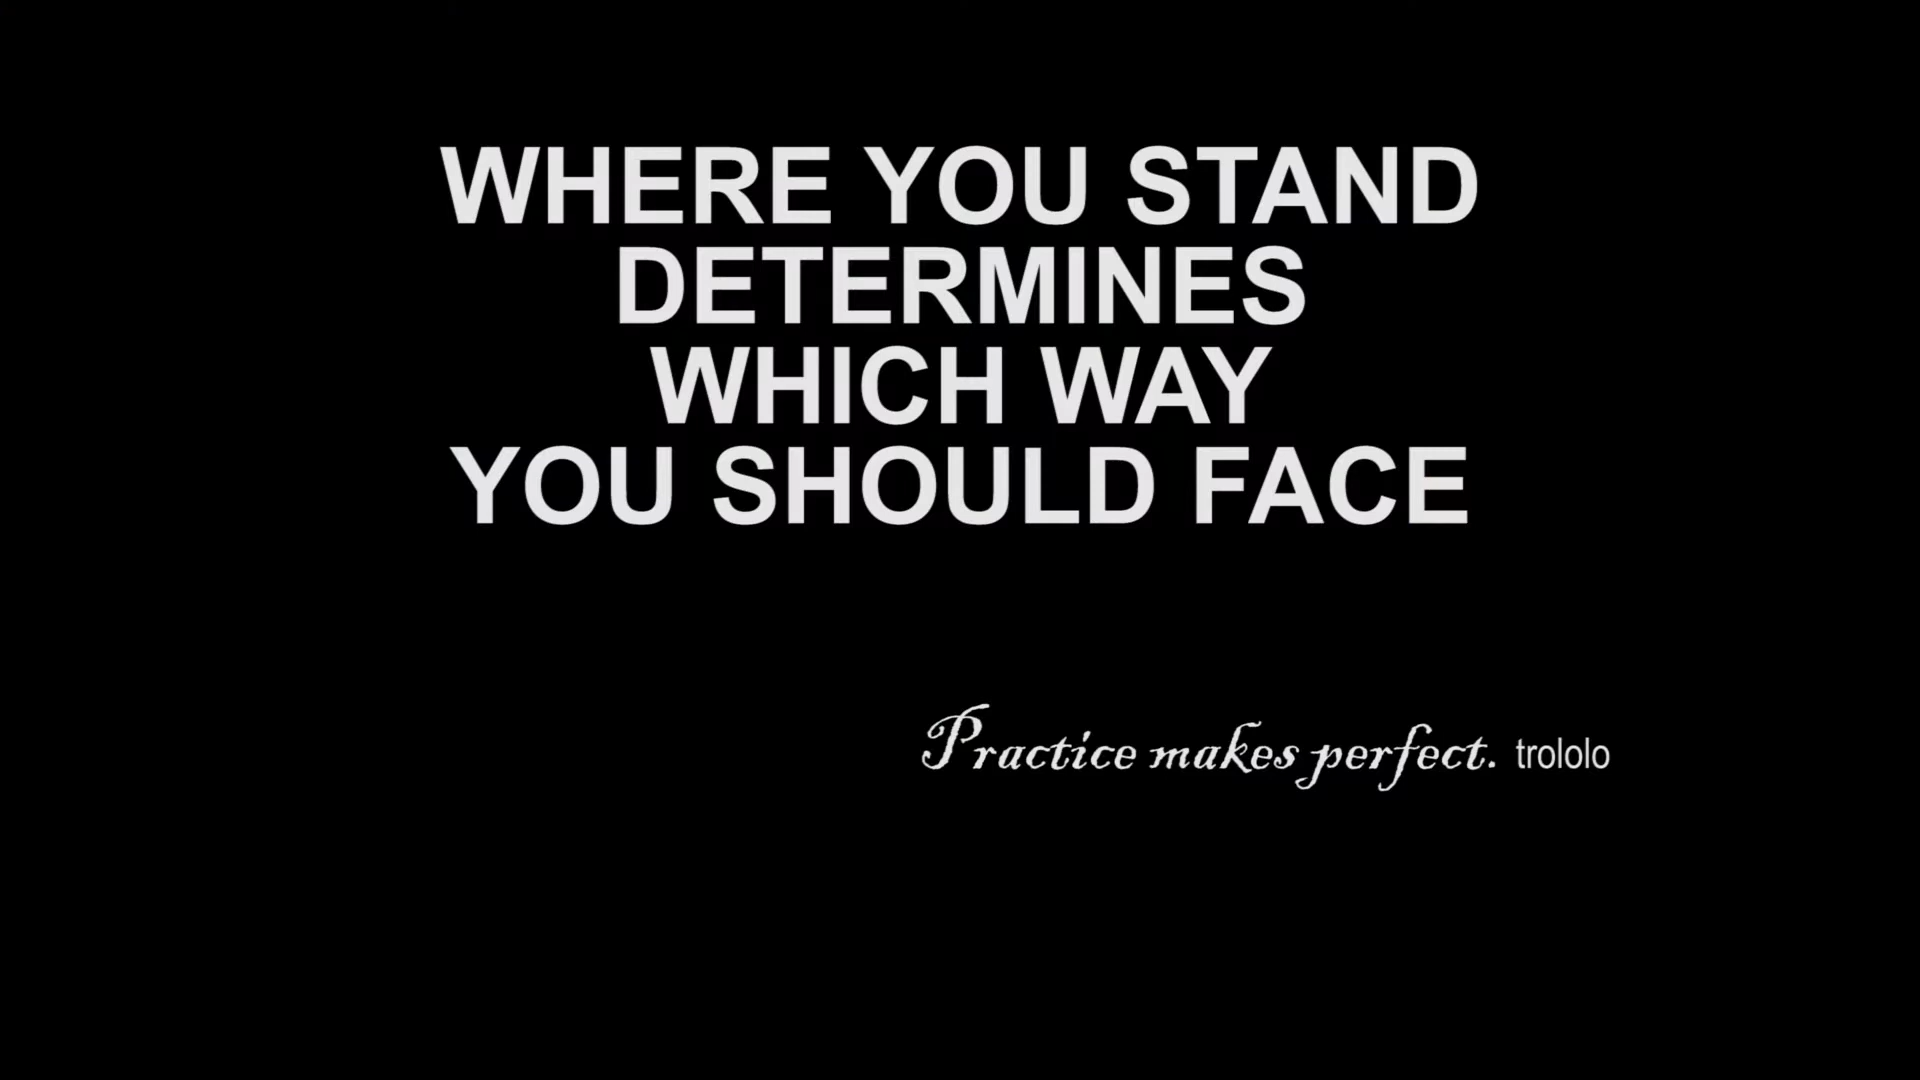 WHERE YOU STAND
DETERMINES
WHICH WAY
YOU SHOULD FACE
Practice makes perfect. trololo